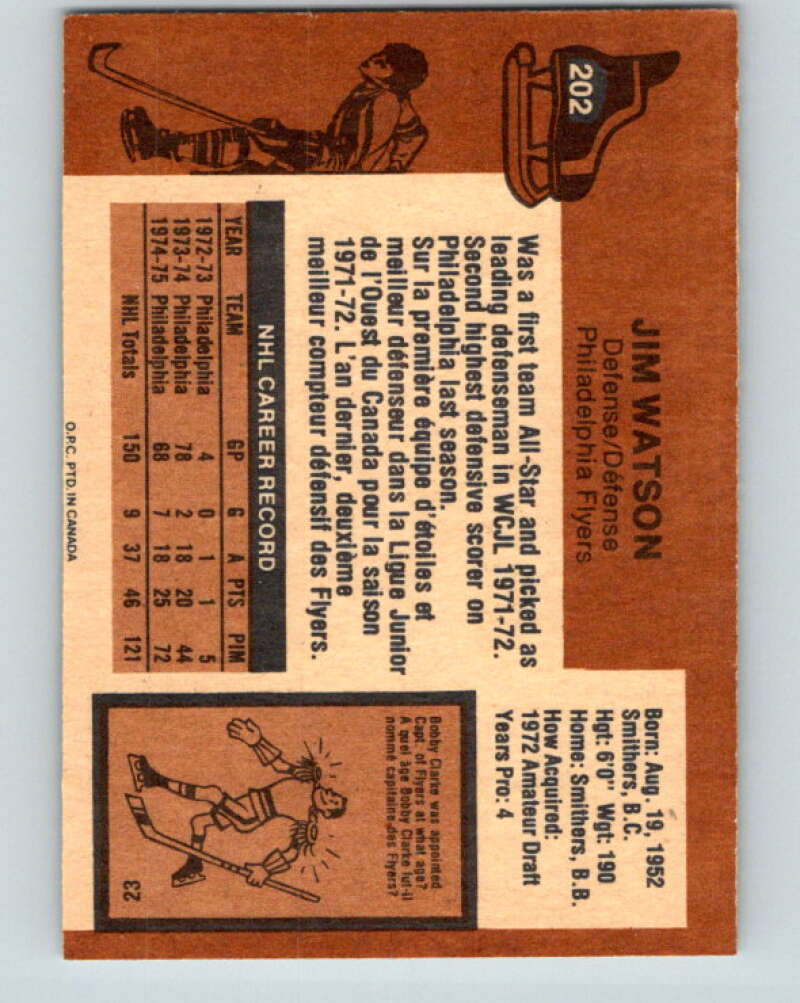 202
JIM WATSON
Defense/Défense
Philadelphia Flyers
Born: Aug. 19, 1952
Smithers, B.C.
Hgt: 6'0" Wgt: 190
Home: Smithers, B.B.
How Acquired:
1972 Amateur Draft
Years Pro: 4
Was a first team All-Star and picked as
leading defenseman in WCJL 1971-72.
Second highest defensive scorer on
Philadelphia last season.
Sur la première équipe d'étoiles et
meilleur défenseur dans la Ligue Junior
de l'Ouest du Canada pour la saison
1971-72. L'an dernier, deuxième
meilleur compteur défensif des Flyers.
NHL CAREER RECORD
YEAR TEAM GP G A PTS PIM
1972-73 Philadelphia 4 0 1 1 5
1973-74 Philadelphia 78 2 18 20 44
1974-75 Philadelphia 68 7 18 25 72
NHL Totals 150 9 37 46 121
Bobby Clarke was appointed
Capt. of Flyers at what age?
A quel âge Bobby Clarke fut-il
nommé capitaine des Flyers?
23
O.P.C. PTD. IN CANADA